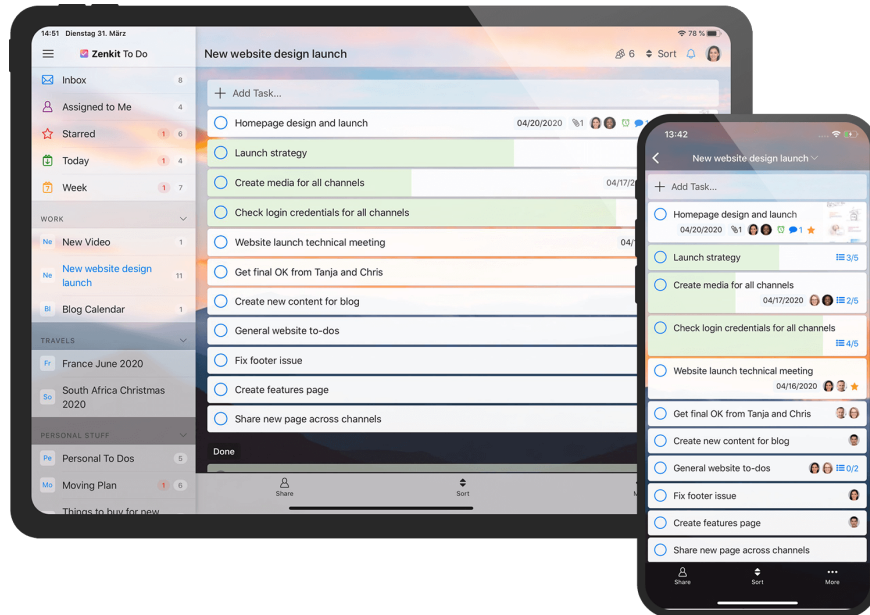 14:51 Dienstag 31. März
78 %
Zenkit To Do
Inbox 8
Assigned to Me 4
Starred 1 6
Today 1 4
7 Week 1 7
WORK
Ne New Video 1
Ne New website design
launch 11
Bl Blog Calendar 1
TRAVELS
Fr France June 2020
So South Africa Christmas
2020
PERSONAL STUFF
Pe Personal To Dos 5
Mo Moving Plan 1 6
Things to buy for new
New website design launch
6 Sort
Add Task...
Homepage design and launch 04/20/2020 1 1
Launch strategy
Create media for all channels 04/17/2
Check login credentials for all channels
Website launch technical meeting 04/
Get final OK from Tanja and Chris
Create new content for blog
General website to-dos
Fix footer issue
Create features page
Share new page across channels
Done
Share Sort M
13:42
New website design launch
Add Task...
Homepage design and launch
04/20/2020 1 1
Launch strategy 3/5
Create media for all channels
04/17/2020 2/5
Check login credentials for all channels
4/5
Website launch technical meeting
04/16/2020
Get final OK from Tanja and Chris
Create new content for blog
General website to-dos 0/2
Fix footer issue
Create features page
Share new page across channels
Share Sort More